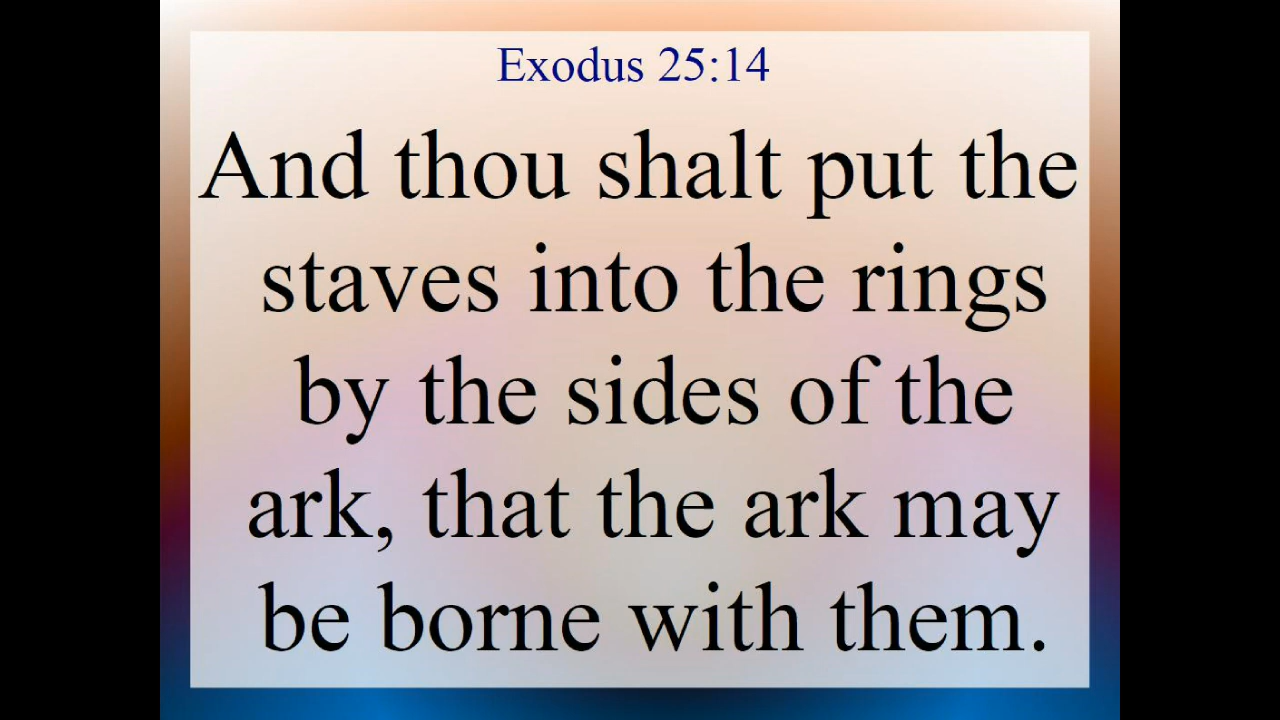 Exodus 25:14
And thou shalt put the
staves into the rings
by the sides of the
ark, that the ark may
be borne with them.